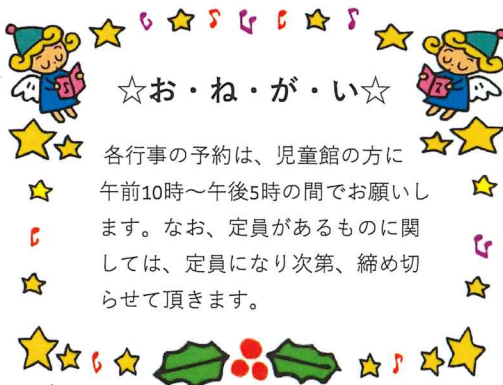 ☆お・ね・が・い☆
各行事の予約は、児童館の方に
午前10時～午後5時の間でお願いし
ます。なお、定員があるものに関
しては、定員になり次第、締め切
らせて頂きます。